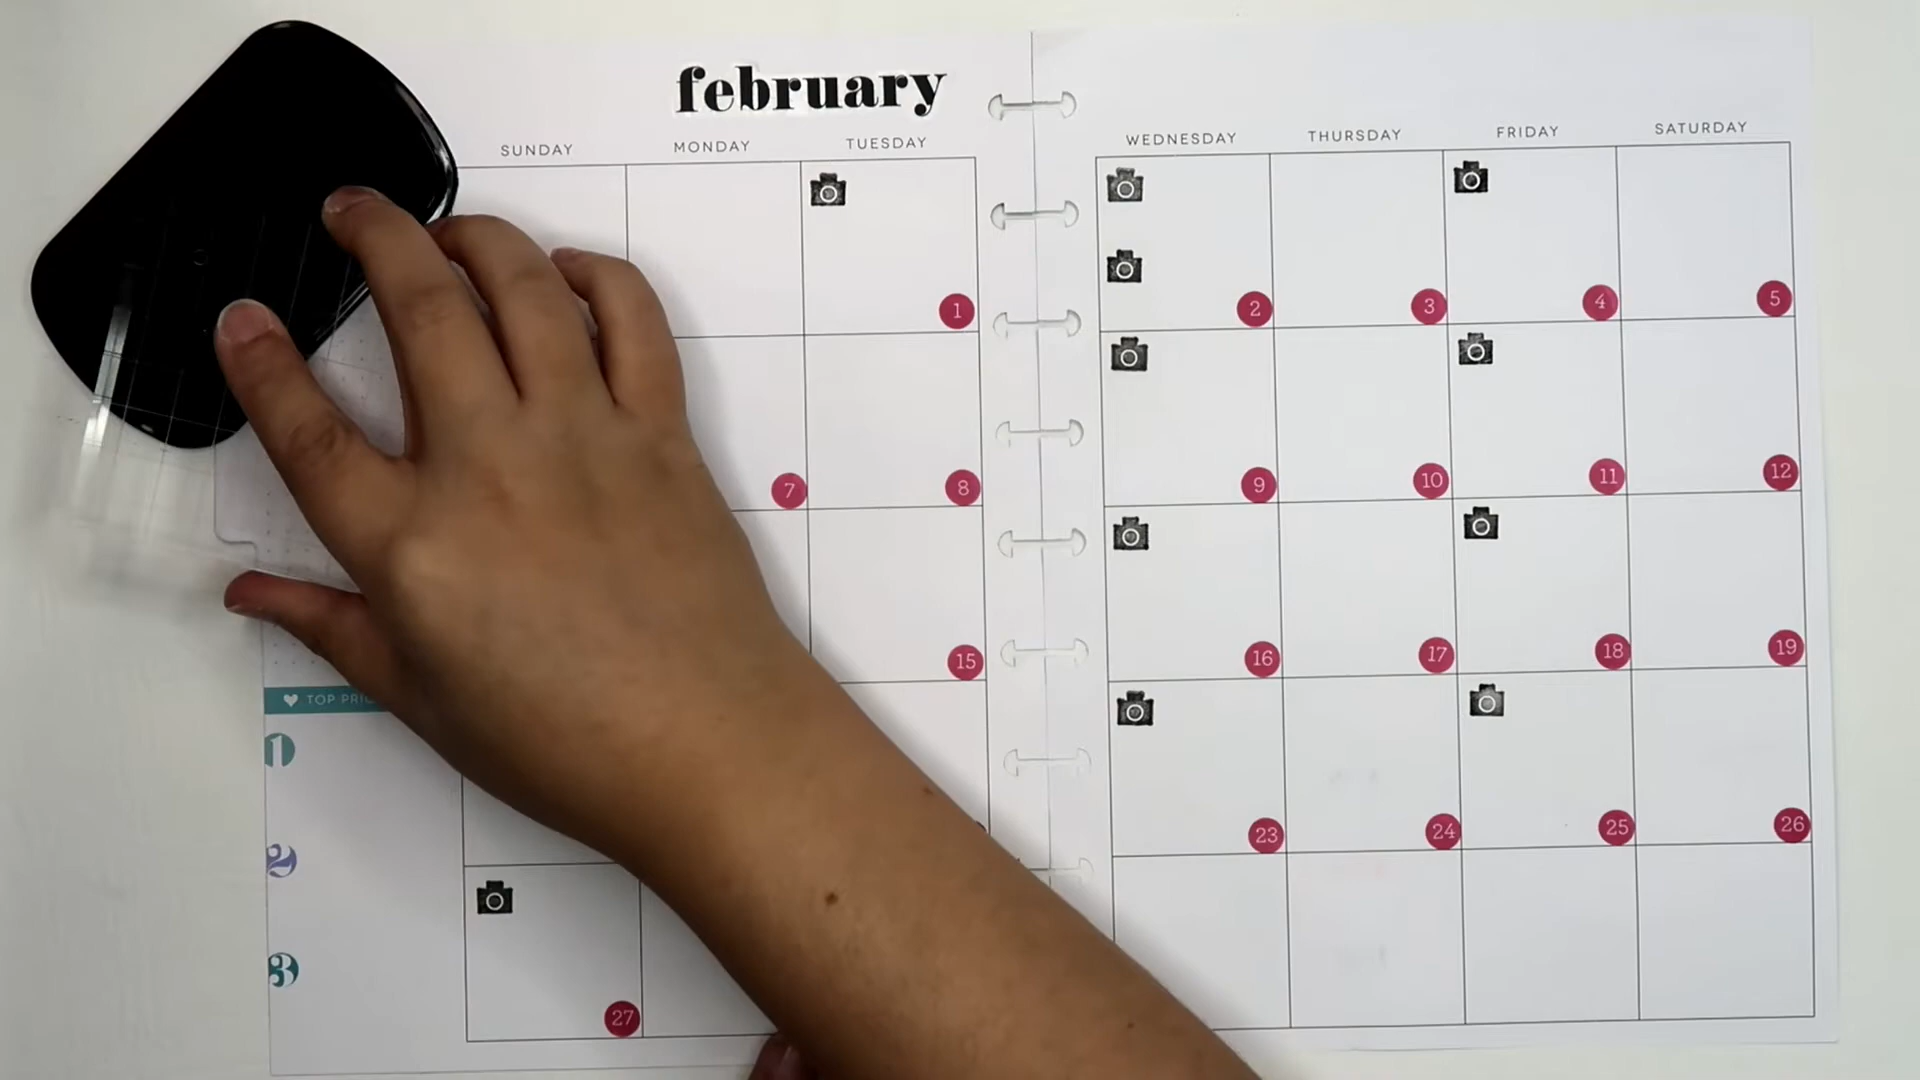 february
SUNDAY MONDAY TUESDAY WEDNESDAY THURSDAY FRIDAY SATURDAY
1 2 3 4 5
7 8 9 10 11 12
15 16 17 18 19
TOP
1
23 24 25 26
2
3
27